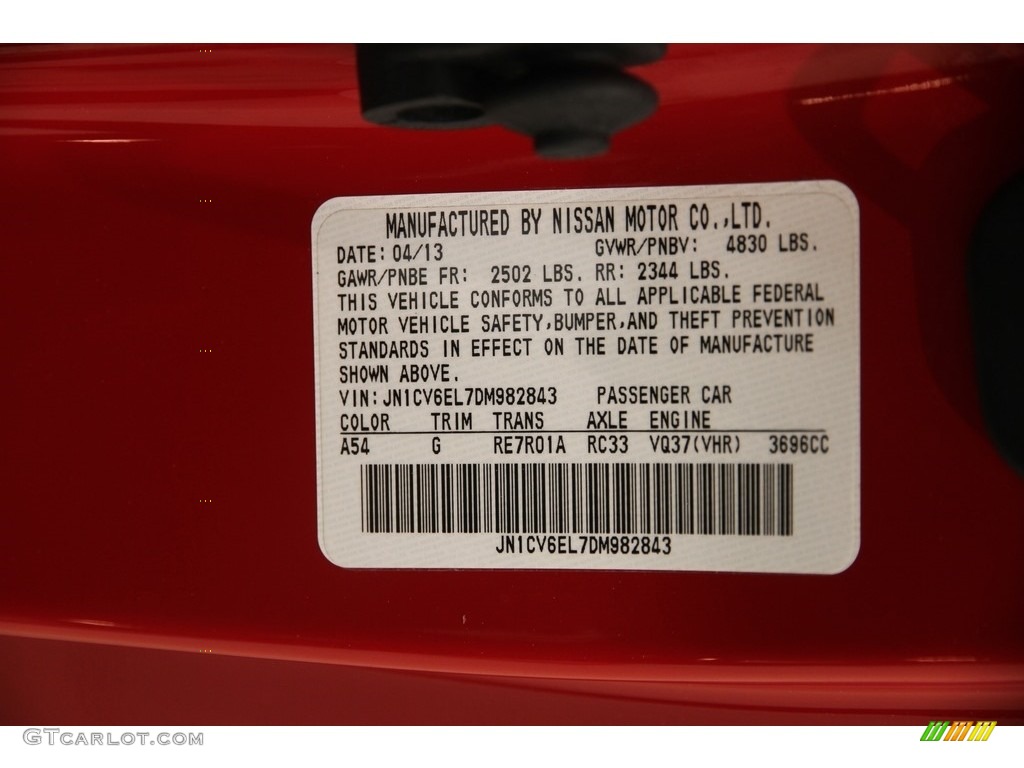 MANUFACTURED BY NISSAN MOTOR CO.,LTD.
DATE: 04/13 GVWR/PNBV: 4830 LBS.
GAWR/PNBE FR: 2502 LBS. RR: 2344 LBS.
THIS VEHICLE CONFORMS TO ALL APPLICABLE FEDERAL
MOTOR VEHICLE SAFETY,BUMPER,AND THEFT PREVENTION
STANDARDS IN EFFECT ON THE DATE OF MANUFACTURE
SHOWN ABOVE.
VIN:JN1CV6EL7DM982843 PASSENGER CAR
COLOR TRIM TRANS AXLE ENGINE
A54 G RE7R01A RC33 VQ37(VHR) 3696CC
JN1CV6EL7DM982843
GTCARLOT.COM